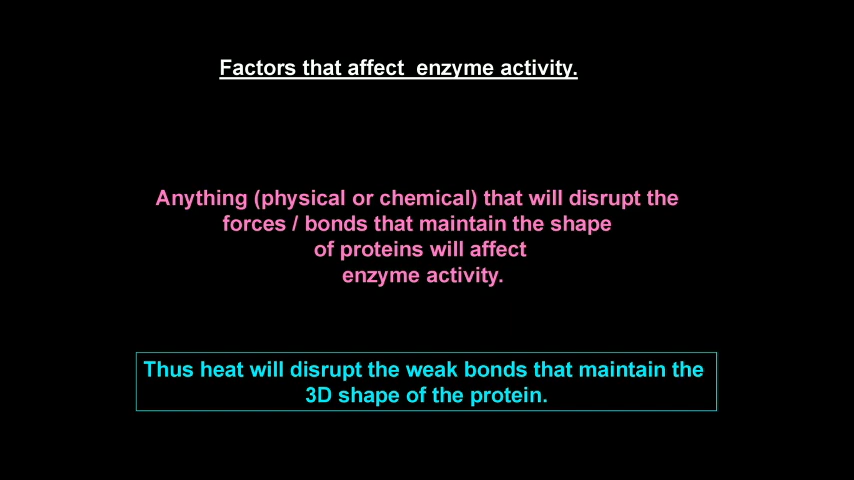 Factors that affect  enzyme activity.
Anything (physical or chemical) that will disrupt the
forces / bonds that maintain the shape
of proteins will affect
enzyme activity.
Thus heat will disrupt the weak bonds that maintain the
3D shape of the protein.